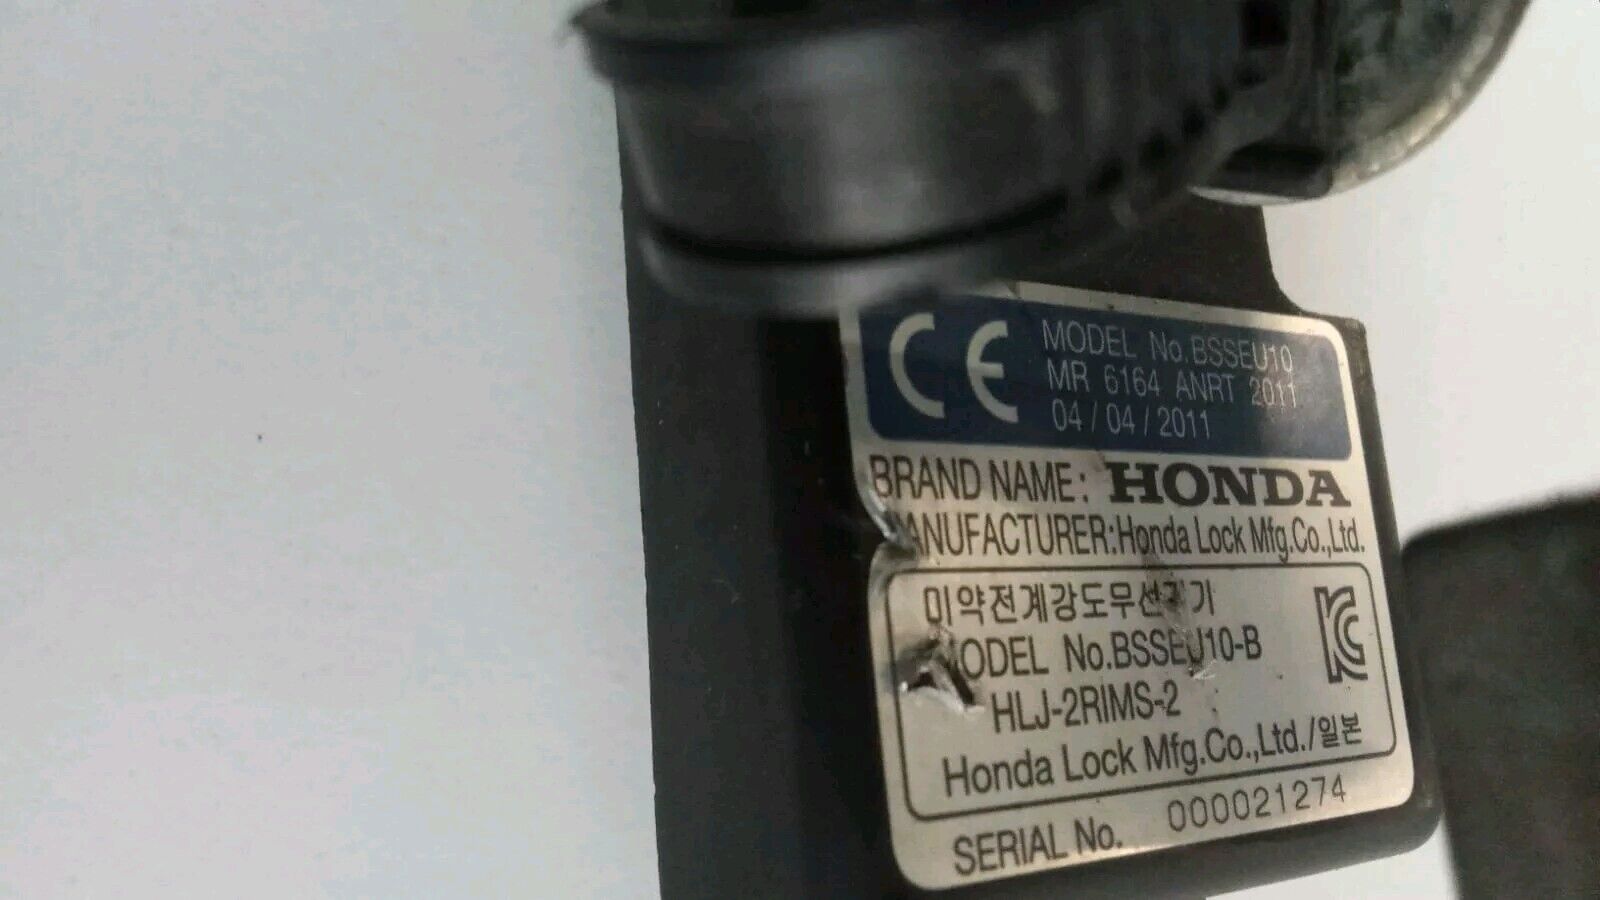 CE
MODEL No.BSSEU10
MR 6164 ANRT 2011
04/04/2011
BRAND NAME: HONDA
MANUFACTURER:Honda Lock Mfg.Co.,Ltd.
미약전계강도무선기기
MODEL No.BSSEU10-B
HLJ-2RIMS-2
Honda Lock Mfg.Co.,Ltd./일본
SERIAL No. 000021274